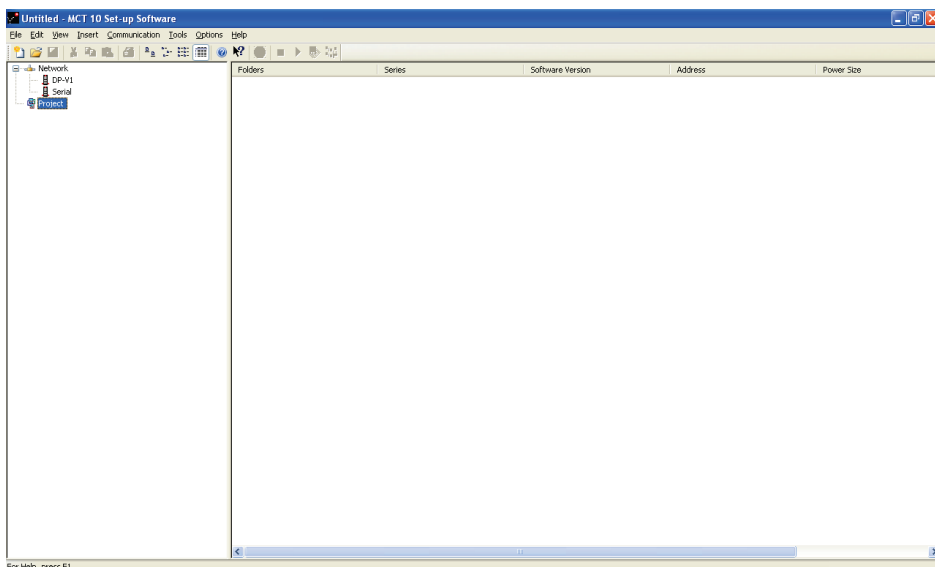 Untitled - MCT 10 Set-up Software
File Edit View Insert Communication Tools Options Help
Network
DP-V1
Serial
Project
Folders Series Software Version Address Power Size
For Help, press F1